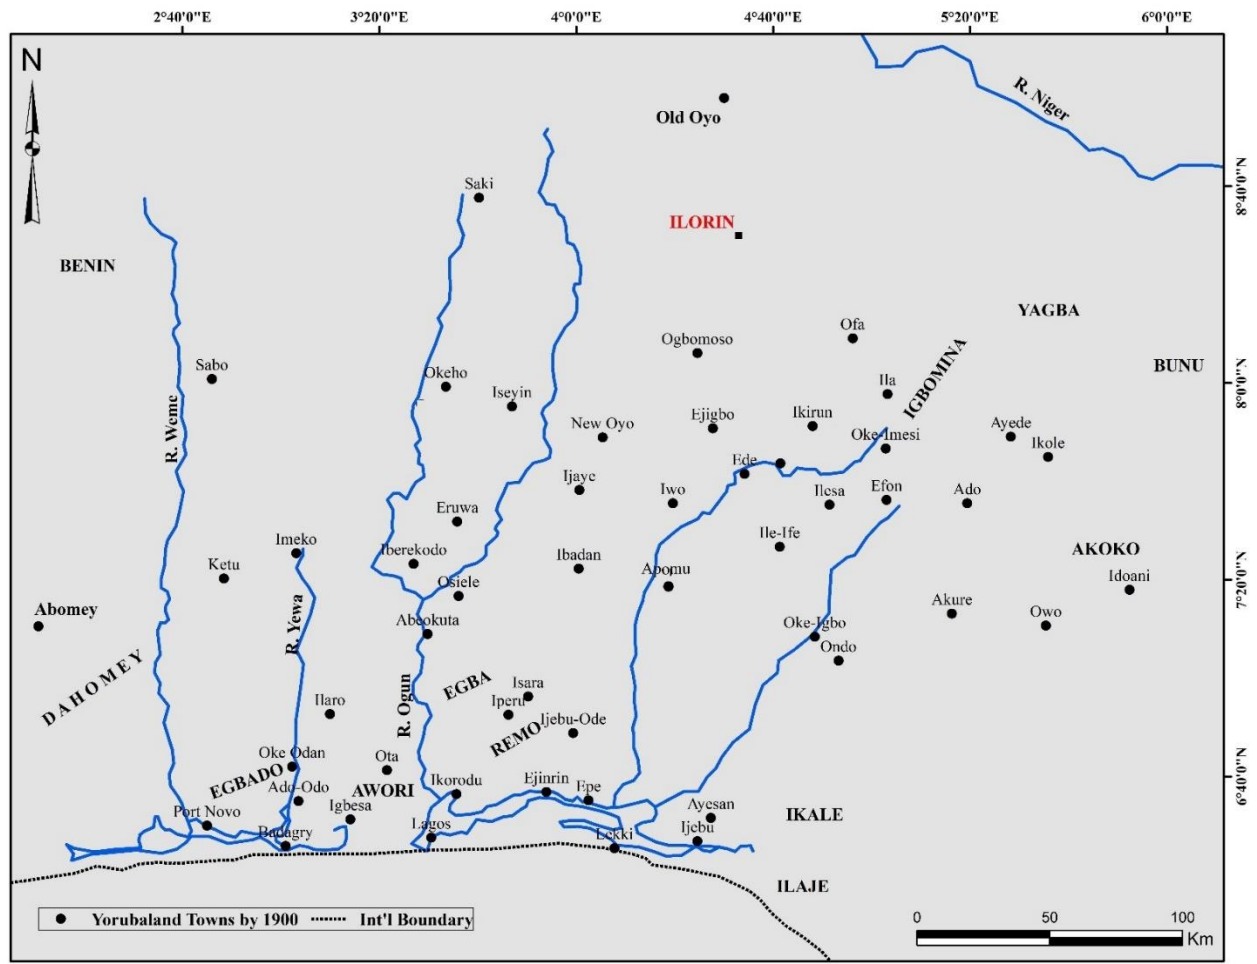 2°40'0"E 3°20'0"E 4°0'0"E 4°40'0"E 5°20'0"E 6°0'0"E
N
R. Niger
Old Oyo
8°40'0"N
Saki
ILORIN
BENIN
YAGBA
Ofa
Ogbomoso
BUNU
Sabo
Okeho
8°0'0"N
Ila
IGBOMINA
Iseyin
R. Weme
New Oyo
Ejigbo
Ikirun
Oke-Imesi
Ayede
Ikole
Ede
Ijaye
Iwo
Ilesa
Efon
Ado
Eruwa
Imeko
Iberekodo
Ile-Ife
AKOKO
Ketu
Ibadan
Apomu
Idoani
7°20'0"N
Osiele
Abomey
R. Yewa
Abeokuta
Oke-Igbo
Akure
Owo
Ondo
DAHOMEY
EGBA
Isara
Iperu
Ilaro
R. Ogun
Ijebu-Ode
REMO
Oke Odan
Ota
EGBADO
Ado-Odo
AWORI
Ikorodu
Ejinrin
Epe
6°40'0"N
Igbesa
Port Novo
Ayesan
IKALE
Badagry
Lagos
Lekki
Ijebu
ILAJE
Yorubaland Towns by 1900
Int'l Boundary
0 50 100
Km